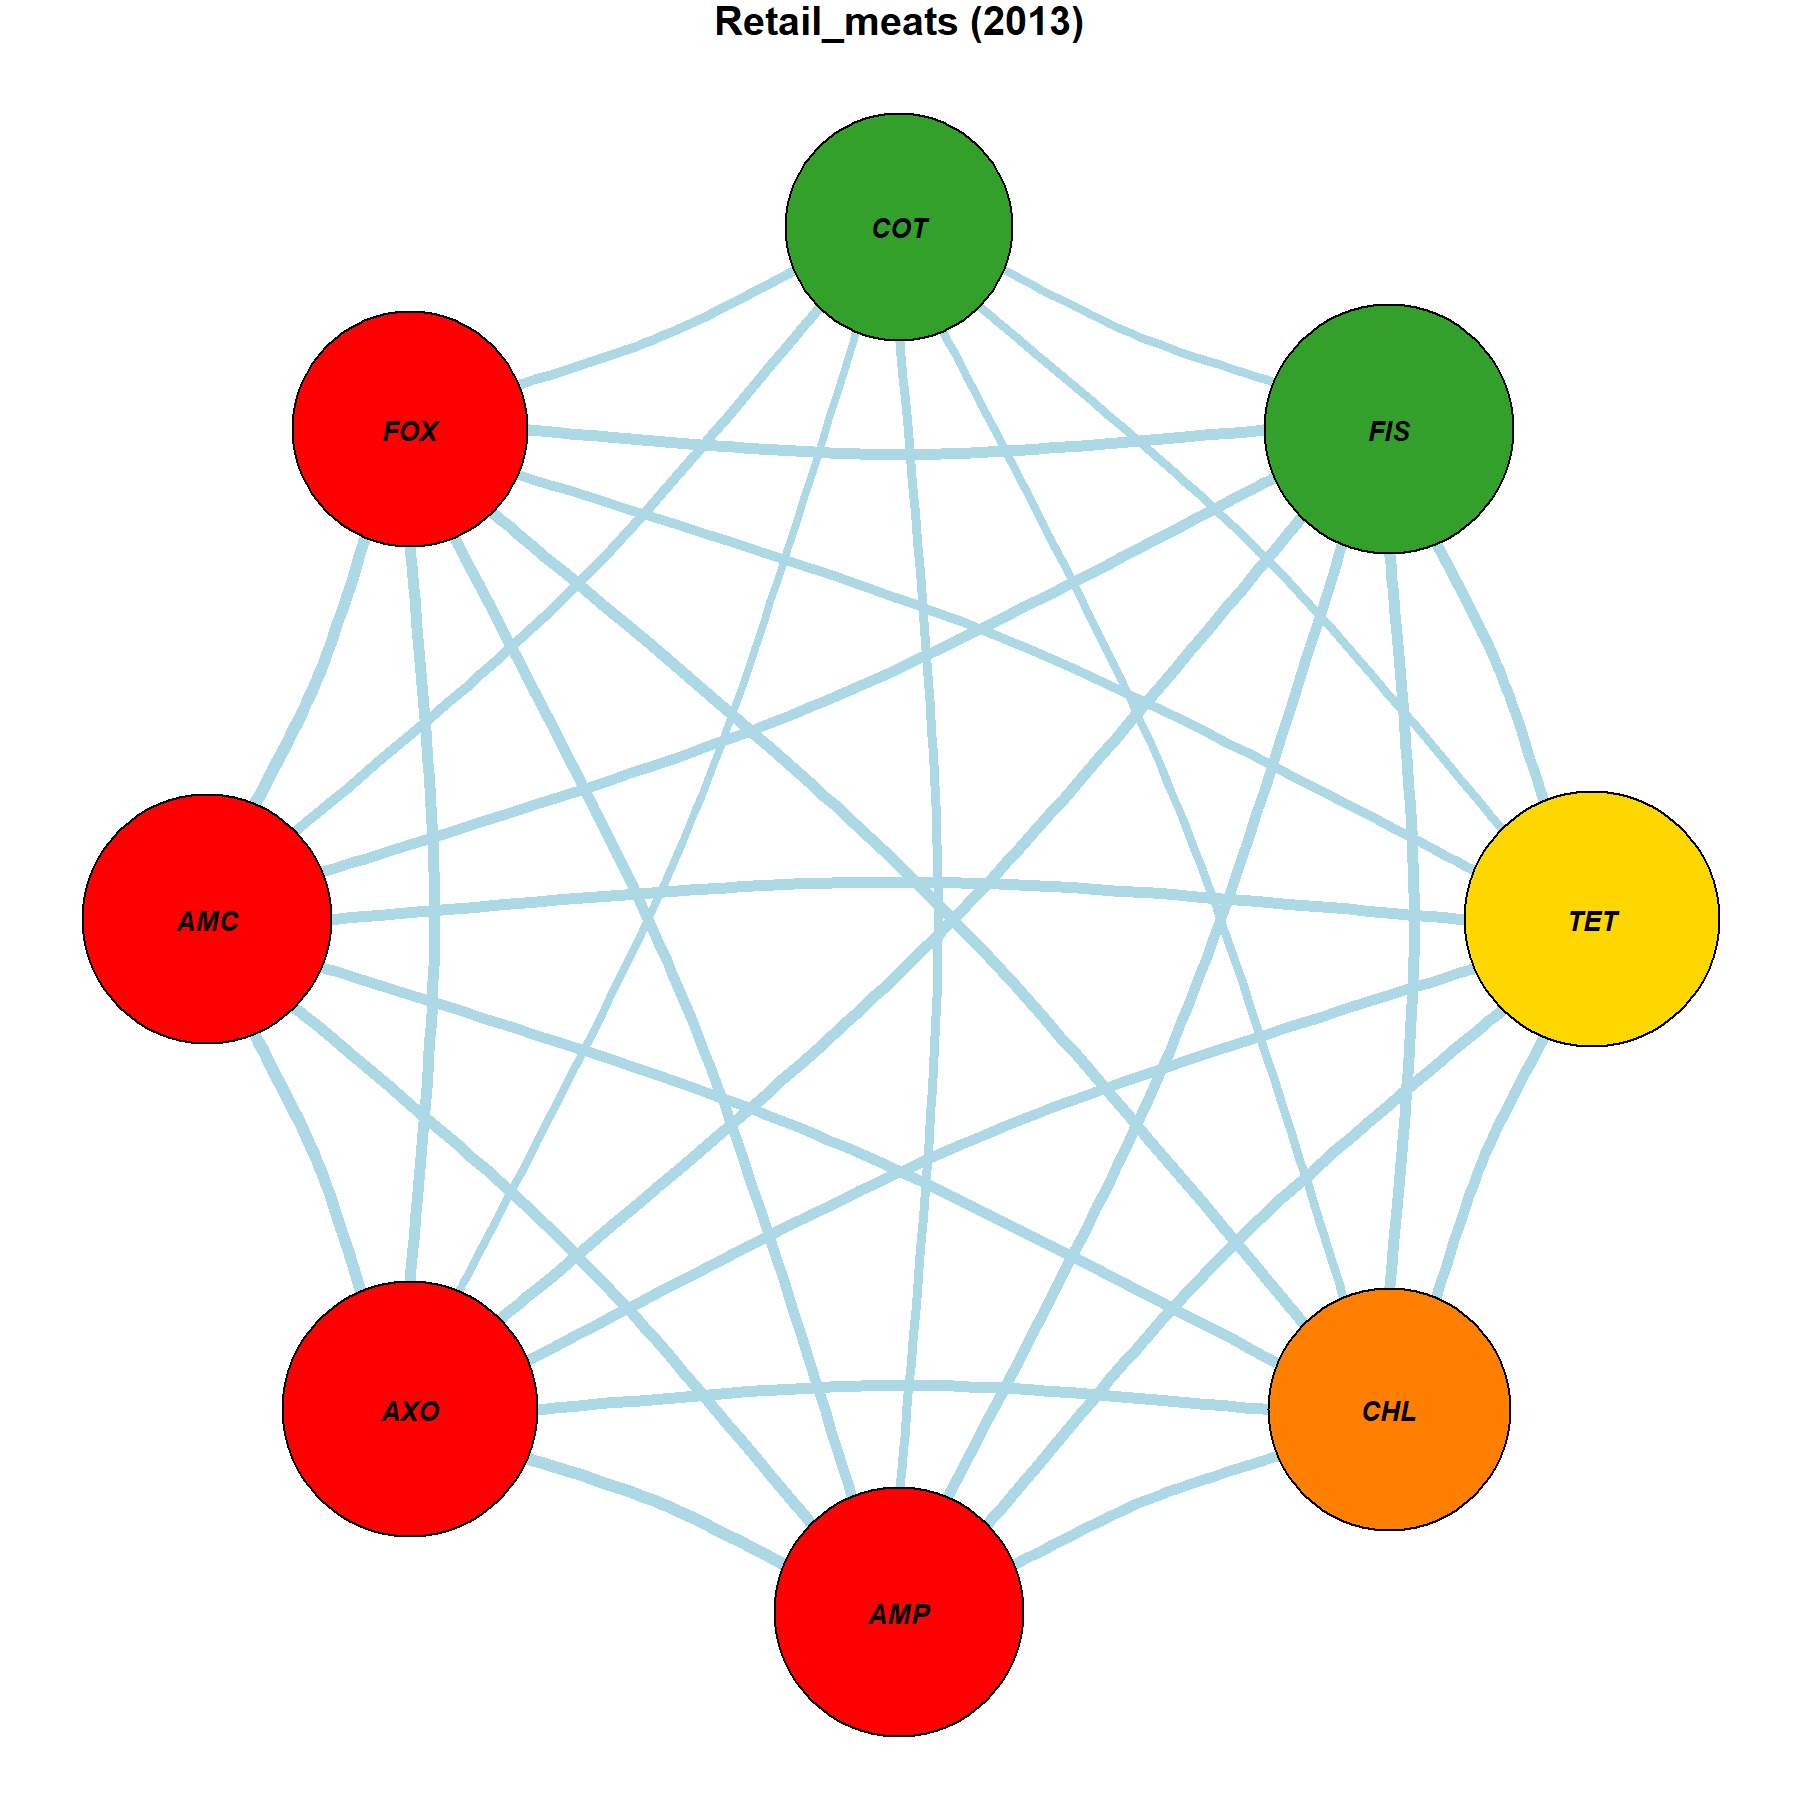 Retail_meats (2013)
COT
FOX
FIS
AMC
TET
AXO
CHL
AMP